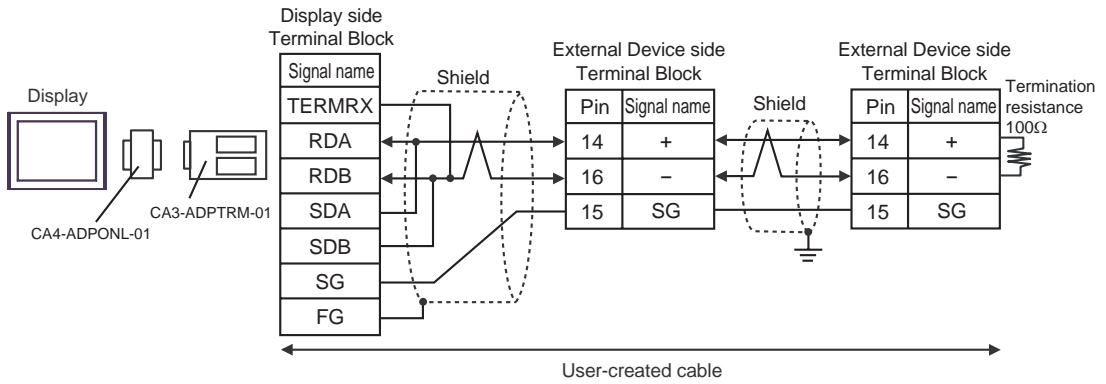 Display side
Terminal Block
Signal name
TERMRX
RDA
RDB
SDA
SDB
SG
FG
Display
CA4-ADPONL-01
CA3-ADPTRM-01
Shield
External Device side
Terminal Block
Pin Signal name
14 +
16 –
15 SG
Shield
External Device side
Terminal Block
Pin Signal name
14 +
16 –
15 SG
Termination
resistance
100Ω
User-created cable